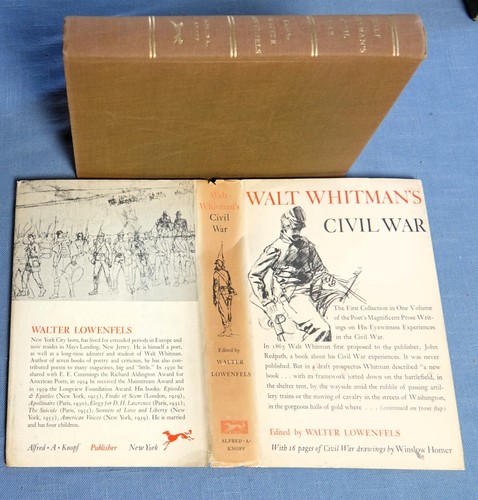 WALT
WHITMAN'S
CIVIL
WAR
WALTER
LOWENFELS
WALTER LOWENFELS
New York City born, has lived for extended periods in Europe and
now resides in Mays Landing, New Jersey. He is himself a poet,
as well as a long-time admirer and student of Walt Whitman.
Author of seven books of poetry and criticism, he has also con-
tributed poems to many magazines, big and "little." In 1930 he
shared with E. E. Cummings the Richard Aldington Award for
American Poets; in 1954 he received the Mainstream Award and in
1959 the Longview Foundation Award. His books: Episodes
& Epistles (New York, 1925), Finale of Seem (London, 1929),
Apollinaire (Paris, 1930), Elegy for D. H. Lawrence (Paris, 1932),
The Suicide (Paris, 1934), Sonnets of Love and Liberty (New
York, 1955), American Voices (New York, 1959). He is married
and has four children.
Alfred · A · Knopf Publisher New York
Walt
Whitman's
Civil
War
Edited by
WALTER
LOWENFELS
ALFRED · A ·
KNOPF
WALT WHITMAN'S
CIVIL WAR
The First Collection in One Volume
of the Poet's Magnificent Prose Writ-
ings on His Eyewitness Experiences
in the Civil War.
In 1863 Walt Whitman first proposed to the publisher, John
Redpath, a book about his Civil War experiences. It was never
published. But in a draft prospectus Whitman described "a new
book . . . with its framework jotted down on the battlefield, in
the shelter tent, by the wayside amid the rubble of passing artil-
lery trains or the moving of cavalry in the streets of Washington,
in the gorgeous halls of gold where . . . (continued on front flap)
Edited by WALTER LOWENFELS
With 16 pages of Civil War drawings by Winslow Homer